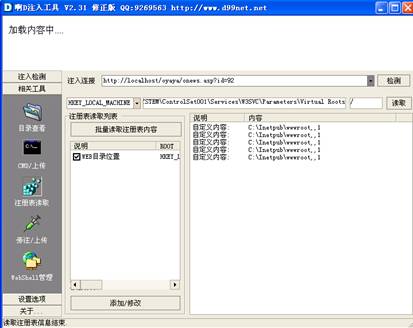 啊D注入工具 V2.31 修正版 QQ:9269563 http://www.d99net.net
加载内容中....
注入检测
相关工具
注入连接 http://localhost/oyaya/onews.asp?id=92 检测
HKEY_LOCAL_MACHINE STEM\ControlSet001\Services\W3SVC\Parameters\Virtual Roots / 读取
目录查看
CMD/上传
注册表读取
旁注/上传
WebShell管理
设置选项
关于...
注册表读取列表
批量读取注册表内容
说明 ROOT
WEB目录位置 HKEY_L
添加/修改
说明 内容
自定义内容: C:\Inetpub\wwwroot,,1
自定义内容: C:\Inetpub\wwwroot,,1
自定义内容: C:\Inetpub\wwwroot,,1
自定义内容: C:\Inetpub\wwwroot,,1
自定义内容: C:\Inetpub\wwwroot,,1
读取注册表信息结束.